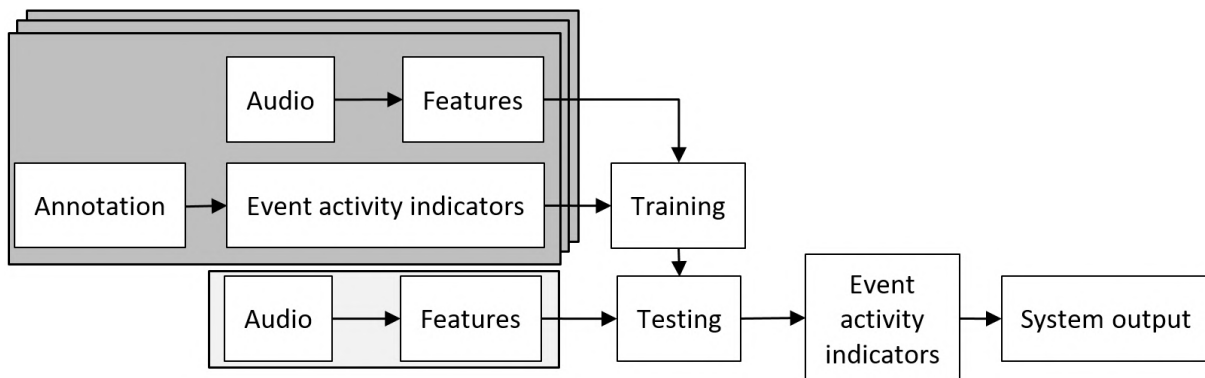 Audio
Features
Annotation
Event activity indicators
Training
Audio
Features
Testing
Event
activity
indicators
System output